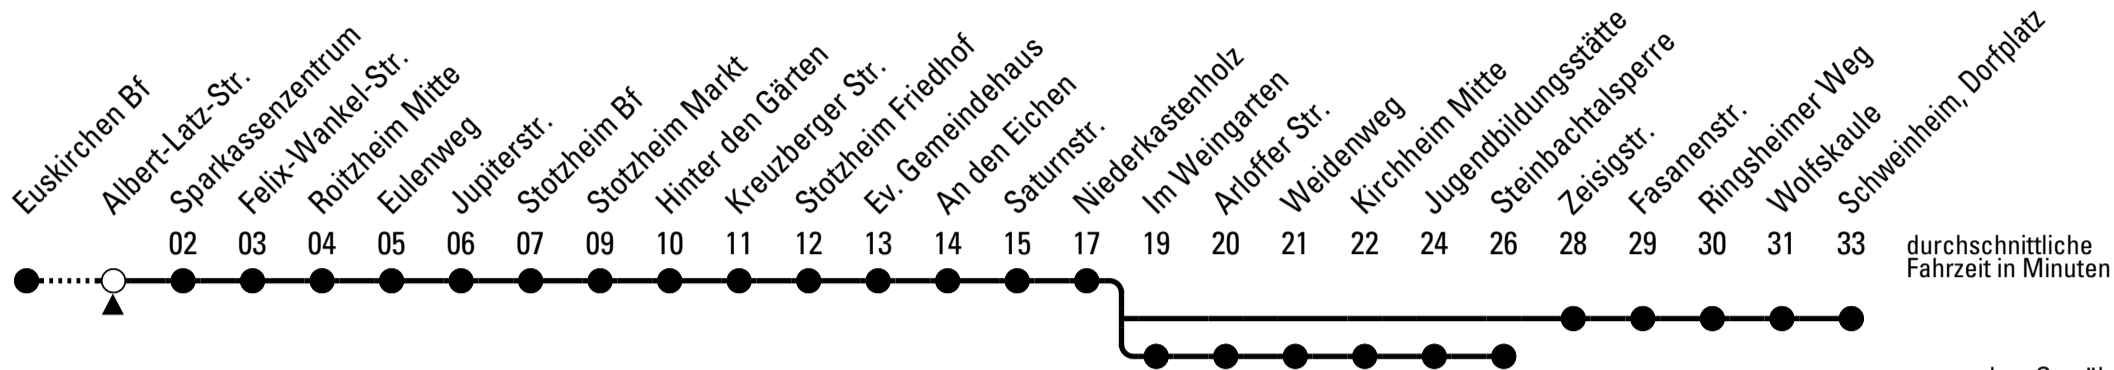 Euskirchen Bf
Albert-Latz-Str.
Sparkassenzentrum
Felix-Wankel-Str.
Roitzheim Mitte
Eulenweg
Jupiterstr.
Stotzheim Bf
Stotzheim Markt
Hinter den Gärten
Kreuzberger Str.
Stotzheim Friedhof
Ev. Gemeindehaus
An den Eichen
Saturnstr.
Niederkastenholz
Im Weingarten
Arloffer Str.
Weidenweg
Kirchheim Mitte
Jugendbildungsstätte
Steinbachtalsperre
Zeisigstr.
Fasanenstr.
Ringsheimer Weg
Wolfskaule
Schweinheim, Dorfplatz
02 03 04 05 06 07 09 10 11 12 13 14 15 17 19 20 21 22 24 26 28 29 30 31 33
durchschnittliche
Fahrzeit in Minuten